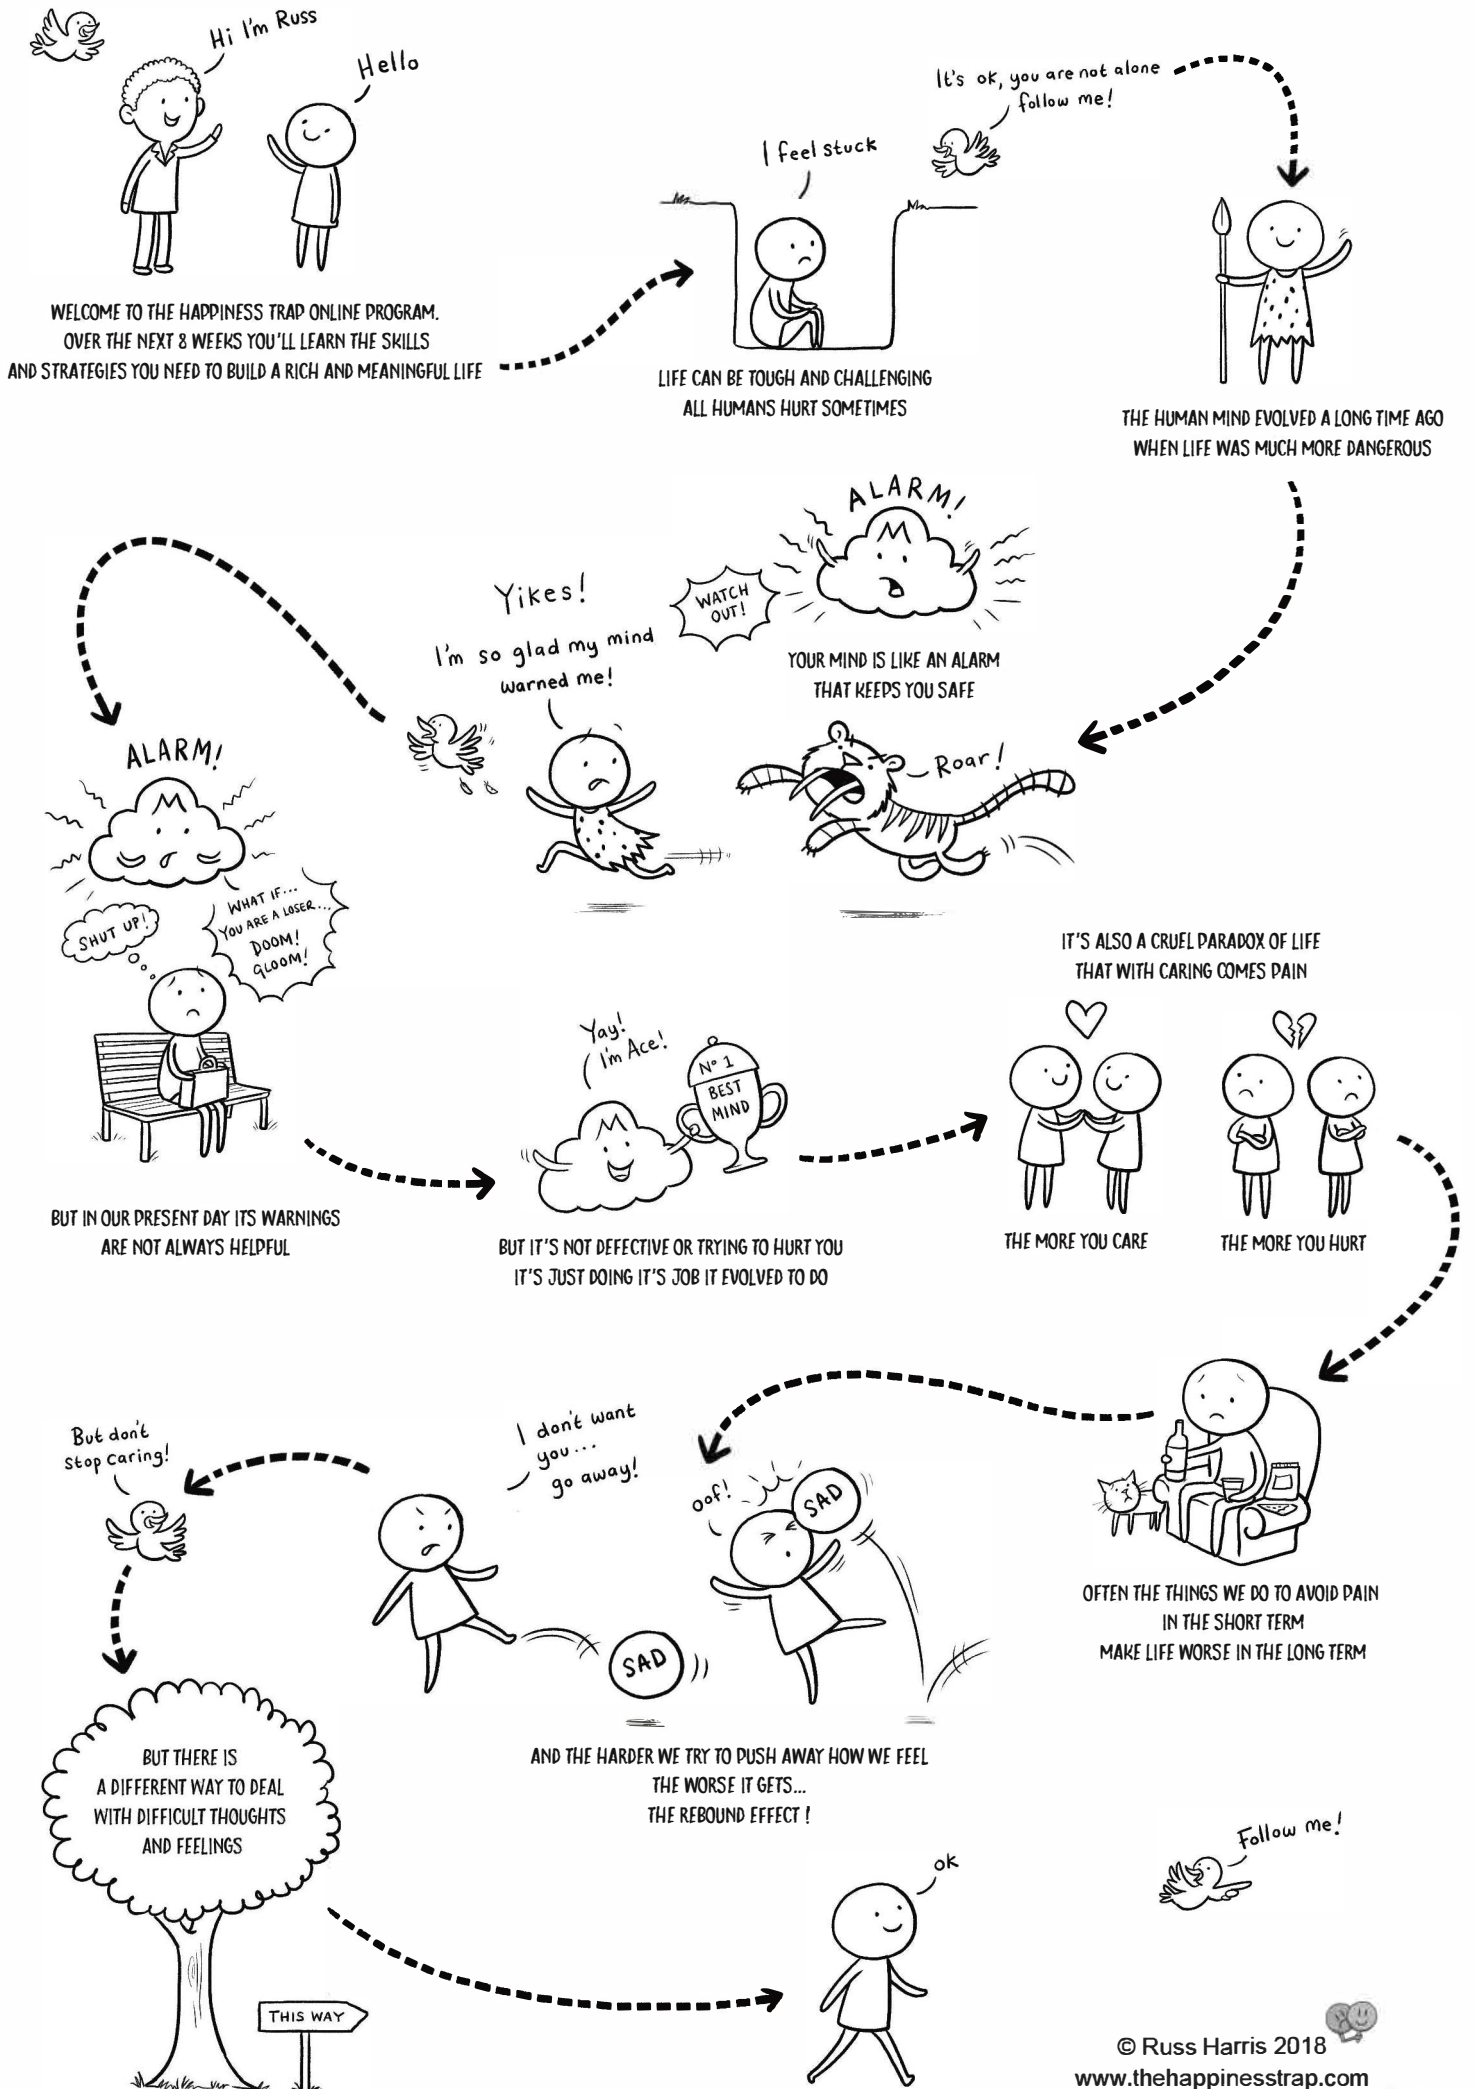 Hi I'm Russ
Hello
WELCOME TO THE HAPPINESS TRAP ONLINE PROGRAM.
OVER THE NEXT 8 WEEKS YOU'LL LEARN THE SKILLS
AND STRATEGIES YOU NEED TO BUILD A RICH AND MEANINGFUL LIFE
I feel stuck
It's ok, you are not alone
follow me!
LIFE CAN BE TOUGH AND CHALLENGING
ALL HUMANS HURT SOMETIMES
THE HUMAN MIND EVOLVED A LONG TIME AGO
WHEN LIFE WAS MUCH MORE DANGEROUS
ALARM!
M
WATCH
OUT!
YOUR MIND IS LIKE AN ALARM
THAT KEEPS YOU SAFE
Roar!
Yikes!
I'm so glad my mind
warned me!
ALARM!
M
SHUT UP!
WHAT IF...
YOU ARE A LOSER...
DOOM!
GLOOM!
BUT IN OUR PRESENT DAY ITS WARNINGS
ARE NOT ALWAYS HELPFUL
Yay!
I'm Ace!
M
Nº 1
BEST
MIND
BUT IT'S NOT DEFECTIVE OR TRYING TO HURT YOU
IT'S JUST DOING IT'S JOB IT EVOLVED TO DO
IT'S ALSO A CRUEL PARADOX OF LIFE
THAT WITH CARING COMES PAIN
THE MORE YOU CARE
THE MORE YOU HURT
OFTEN THE THINGS WE DO TO AVOID PAIN
IN THE SHORT TERM
MAKE LIFE WORSE IN THE LONG TERM
I don't want
you...
go away!
SAD
oof!
SAD
AND THE HARDER WE TRY TO PUSH AWAY HOW WE FEEL
THE WORSE IT GETS...
THE REBOUND EFFECT !
But don't
stop caring!
BUT THERE IS
A DIFFERENT WAY TO DEAL
WITH DIFFICULT THOUGHTS
AND FEELINGS
THIS WAY
ok
Follow me!
© Russ Harris 2018
www.thehappinesstrap.com